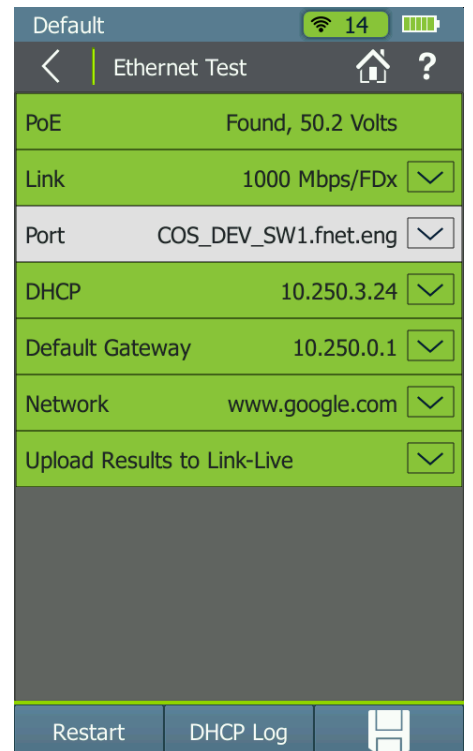 Default 14
Ethernet Test ?
PoE Found, 50.2 Volts
Link 1000 Mbps/FDx
Port COS_DEV_SW1.fnet.eng
DHCP 10.250.3.24
Default Gateway 10.250.0.1
Network www.google.com
Upload Results to Link-Live
Restart DHCP Log